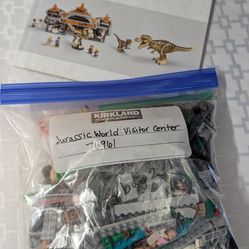 KIRKLAND
Jurassic World: Visitor Center
76961